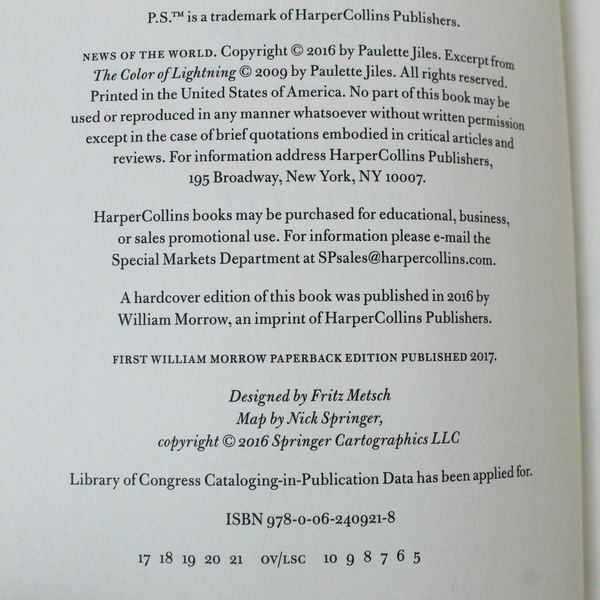 P.S.™ is a trademark of HarperCollins Publishers.
NEWS OF THE WORLD. Copyright © 2016 by Paulette Jiles. Excerpt from
The Color of Lightning © 2009 by Paulette Jiles. All rights reserved.
Printed in the United States of America. No part of this book may be
used or reproduced in any manner whatsoever without written permission
except in the case of brief quotations embodied in critical articles and
reviews. For information address HarperCollins Publishers,
195 Broadway, New York, NY 10007.
HarperCollins books may be purchased for educational, business,
or sales promotional use. For information please e-mail the
Special Markets Department at SPsales@harpercollins.com.
A hardcover edition of this book was published in 2016 by
William Morrow, an imprint of HarperCollins Publishers.
FIRST WILLIAM MORROW PAPERBACK EDITION PUBLISHED 2017.
Designed by Fritz Metsch
Map by Nick Springer,
copyright © 2016 Springer Cartographics LLC
Library of Congress Cataloging-in-Publication Data has been applied for.
ISBN 978-0-06-240921-8
17 18 19 20 21 OV/LSC 10 9 8 7 6 5